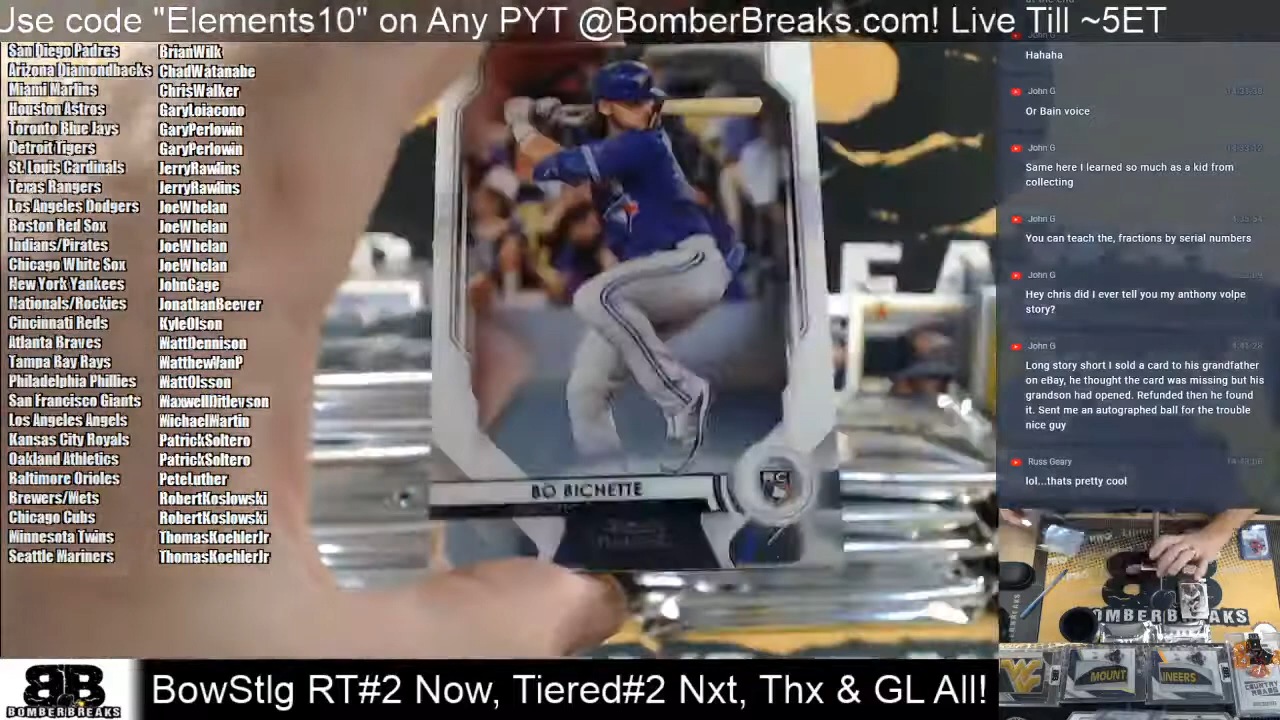 Use code "Elements10" on Any PYT @BomberBreaks.com! Live Till ~5ET
San Diego Padres BrianWilk
Arizona Diamondbacks ChadWatanabe
Miami Marlins ChrisWalker
Houston Astros GaryLoiacono
Toronto Blue Jays GaryPerlowin
Detroit Tigers GaryPerlowin
St. Louis Cardinals JerryRawlins
Texas Rangers JerryRawlins
Los Angeles Dodgers JoeWhelan
Boston Red Sox JoeWhelan
Indians/Pirates JoeWhelan
Chicago White Sox JoeWhelan
New York Yankees JohnGage
Nationals/Rockies JonathanBeever
Cincinnati Reds KyleOlson
Atlanta Braves MattDennison
Tampa Bay Rays MatthewVanP
Philadelphia Phillies MattOlsson
San Francisco Giants MaxwellDitlevson
Los Angeles Angels MichaelMartin
Kansas City Royals PatrickSoltero
Oakland Athletics PatrickSoltero
Baltimore Orioles PeteLuther
Brewers/Mets RobertKoslowski
Chicago Cubs RobertKoslowski
Minnesota Twins ThomasKoehlerJr
Seattle Mariners ThomasKoehlerJr
BO BICHETTE
RC
at the end
John G
Hahaha
John G
Or Bain voice
John G
Same here I learned so much as a kid from
collecting
John G
You can teach the, fractions by serial numbers
John G
Hey chris did I ever tell you my anthony volpe
story?
John G
Long story short I sold a card to his grandfather
on eBay, he thought the card was missing but his
grandson had opened. Refunded then he found
it. Sent me an autographed ball for the trouble
nice guy
Russ Geary
lol...thats pretty cool
BOMBERBREAKS
MOUNT
INEERS
BB
BOMBERBREAKS
BowStlg RT#2 Now, Tiered#2 Nxt, Thx & GL All!